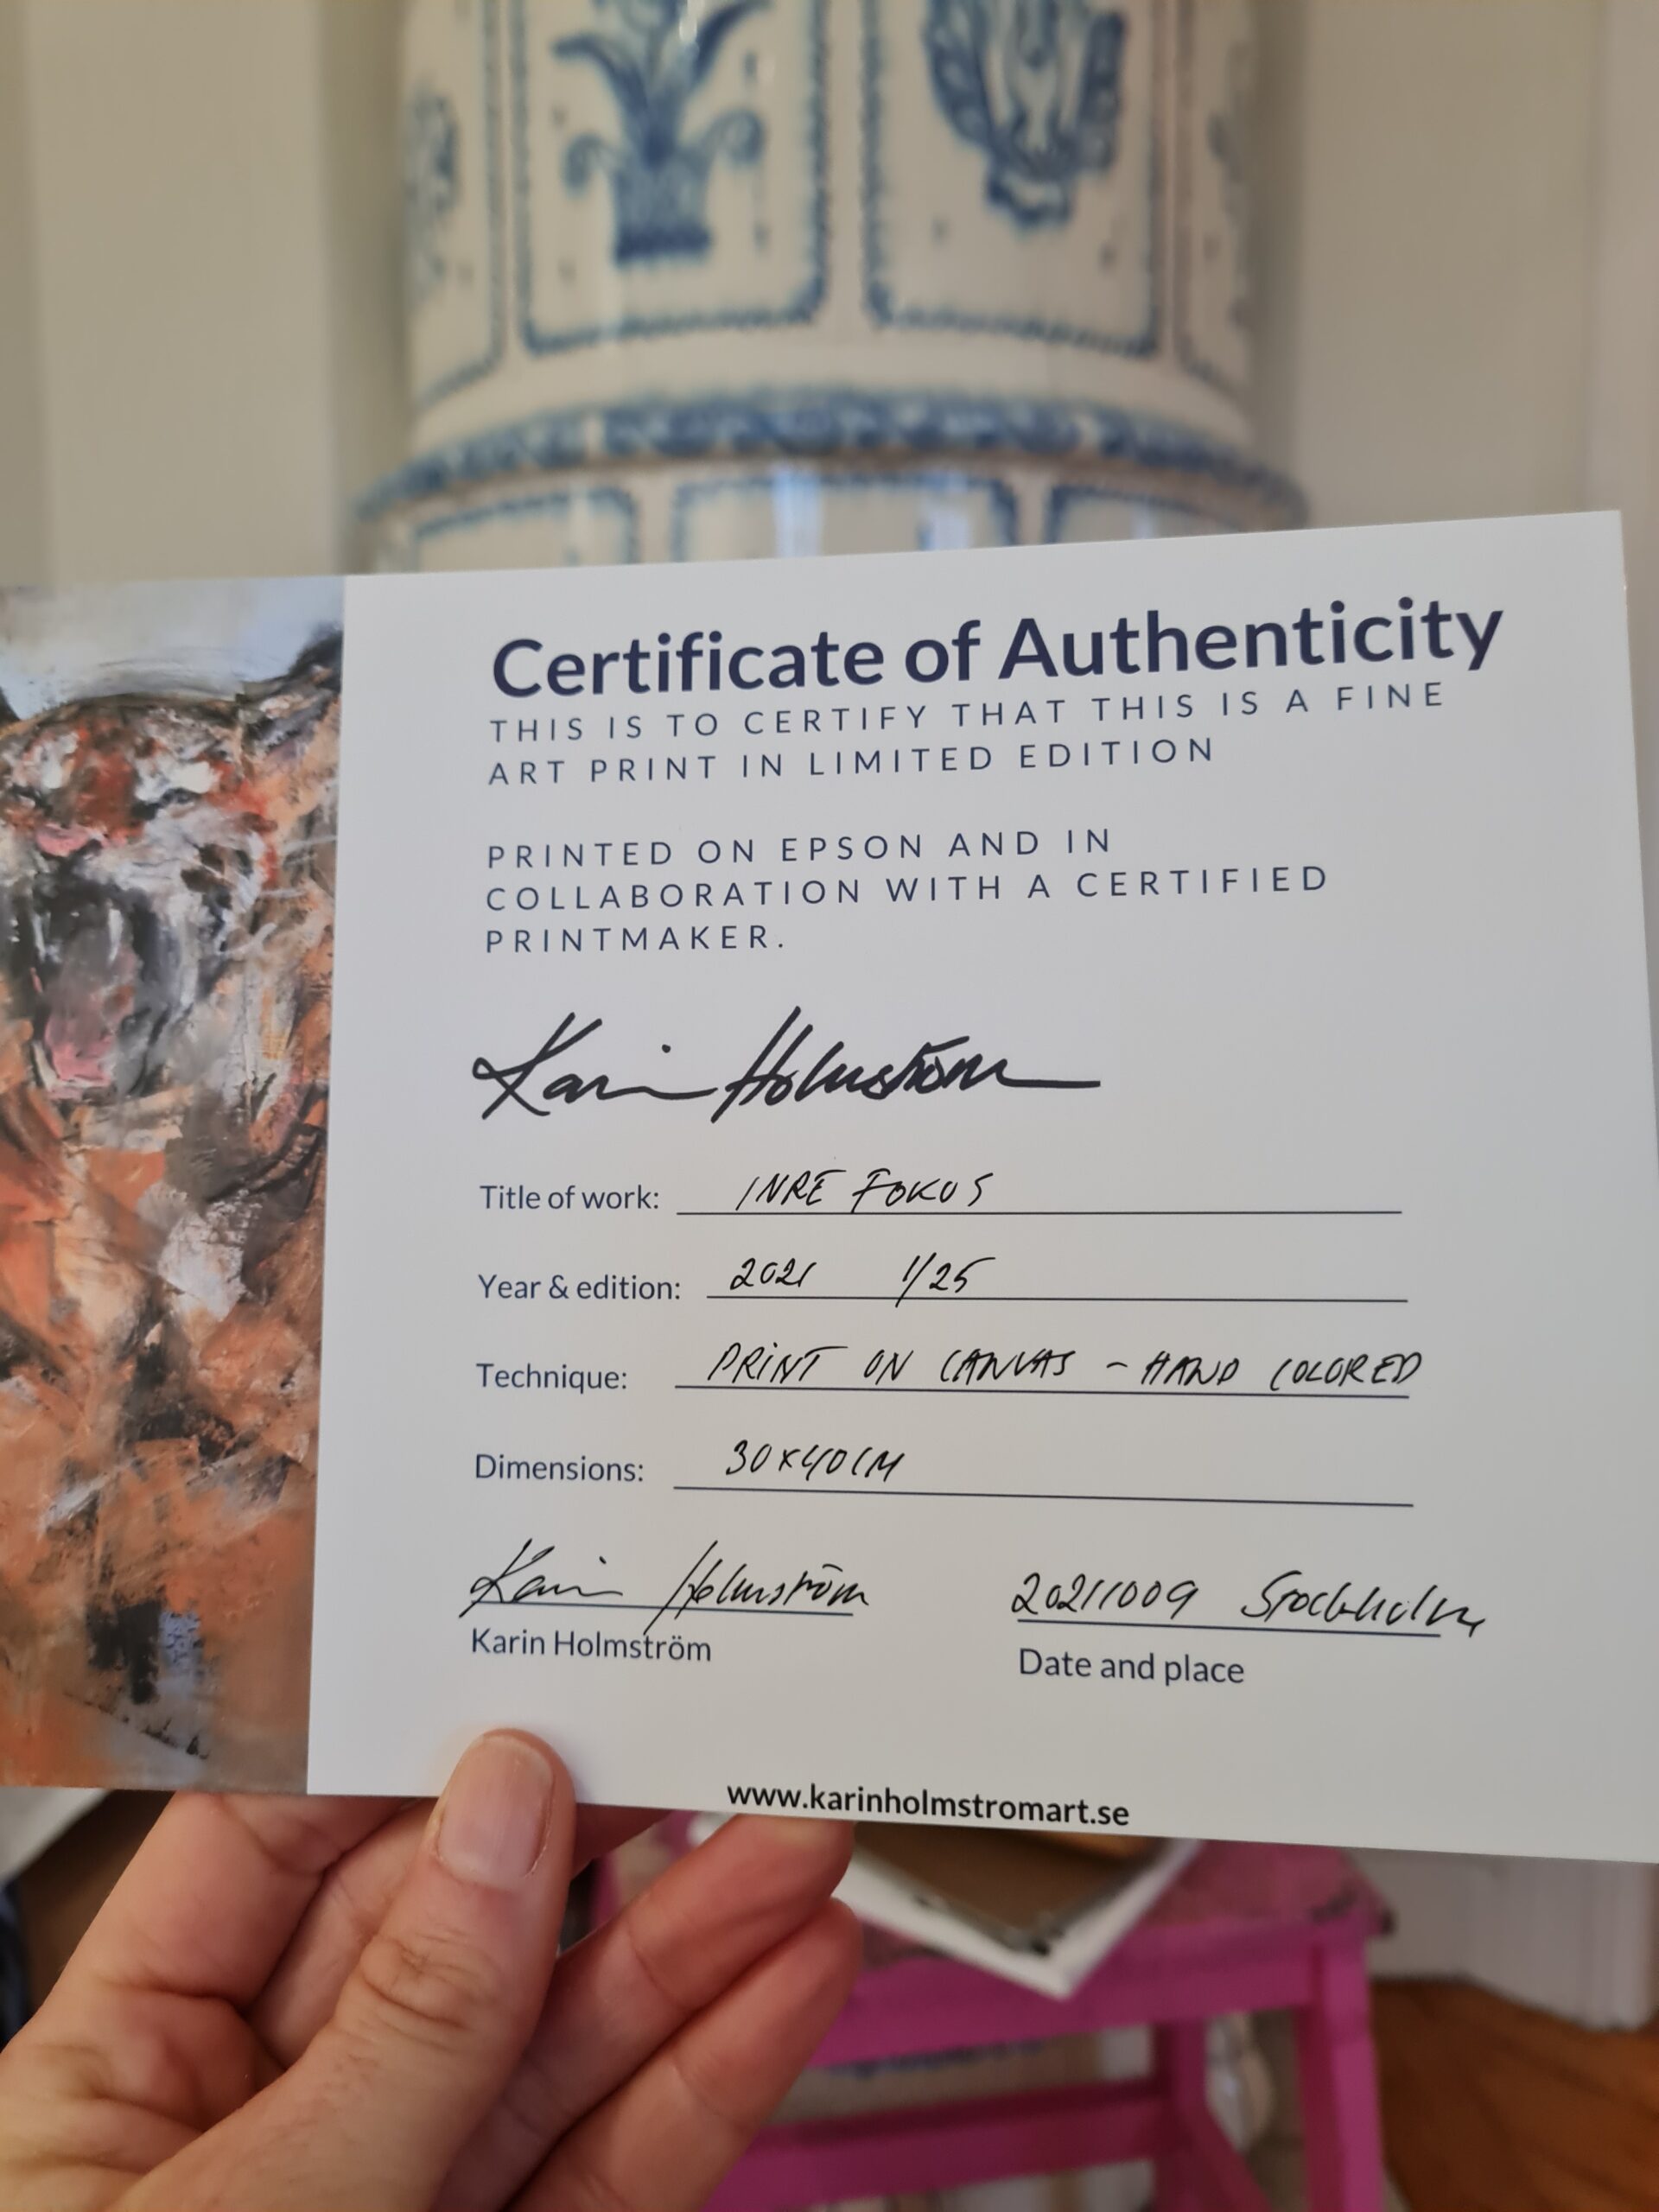 Certificate of Authenticity
THIS IS TO CERTIFY THAT THIS IS A FINE
ART PRINT IN LIMITED EDITION
PRINTED ON EPSON AND IN
COLLABORATION WITH A CERTIFIED
PRINTMAKER.
Karin Holmström
Title of work: INRE FOKUS
Year & edition: 2021 1/25
Technique: PRINT ON CANVAS - HAND COLORED
Dimensions: 30x40CM
Karin Holmström 20211009 Stockholm
Karin Holmström Date and place
www.karinholmstromart.se